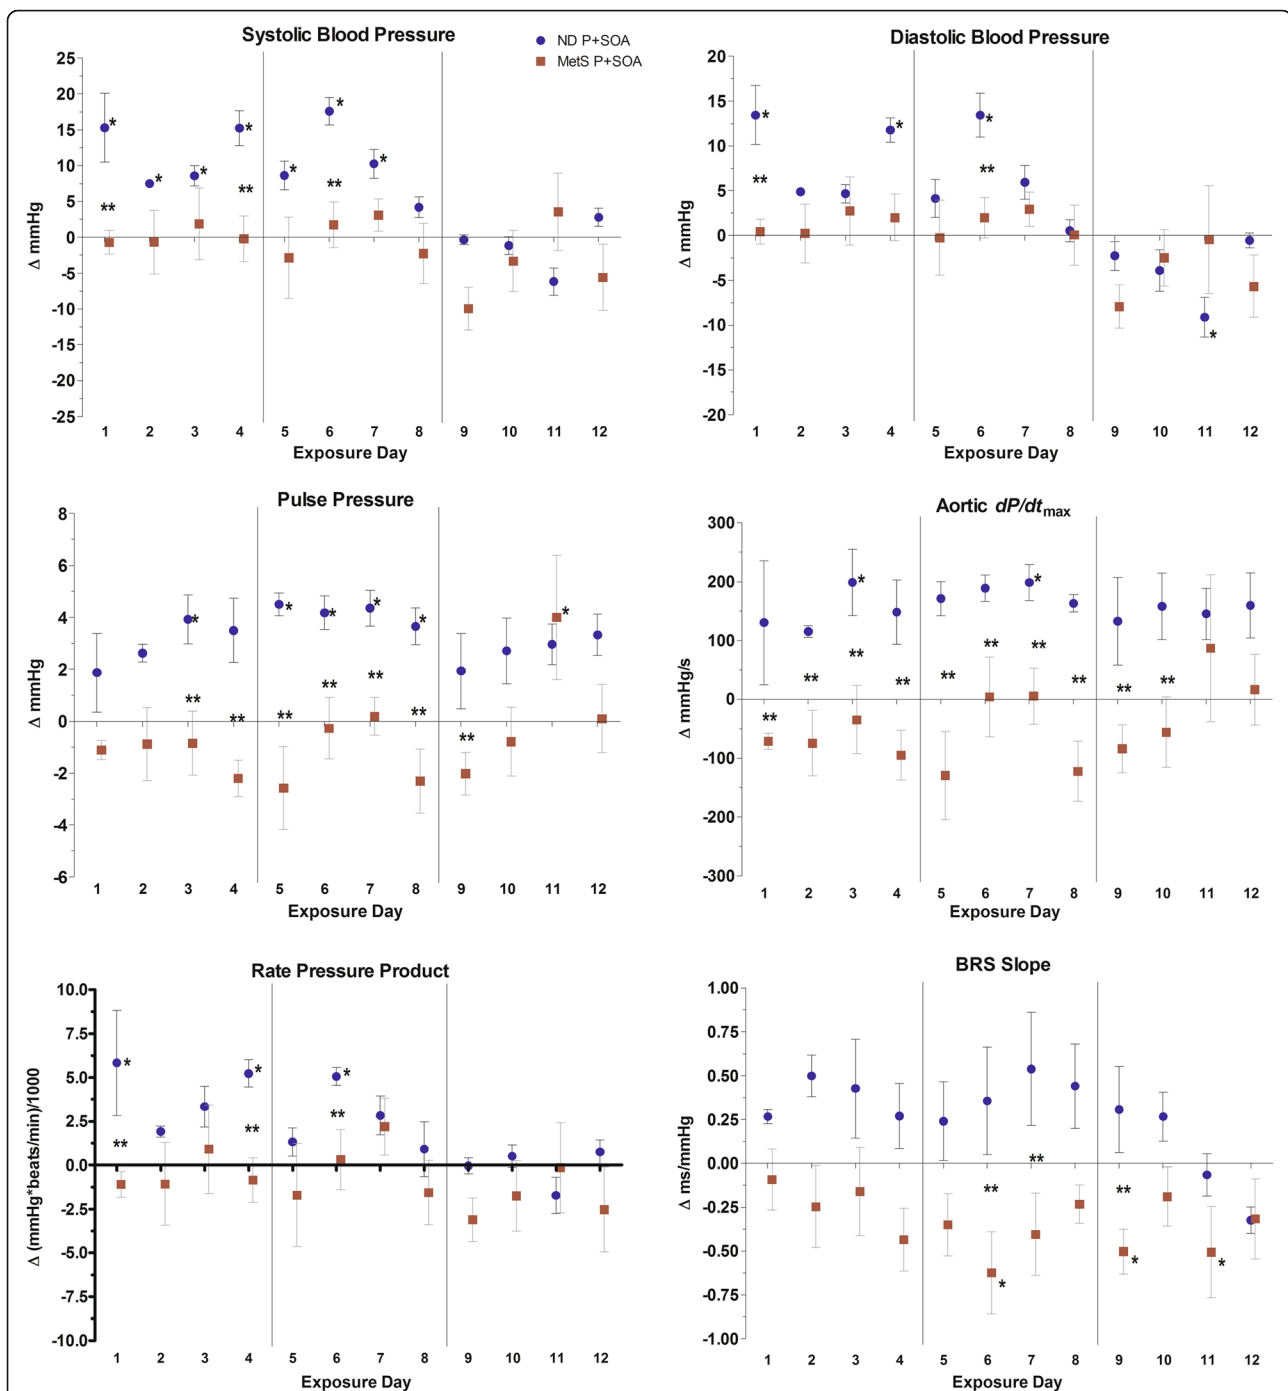 Systolic Blood Pressure
ND P+SOA
MetS P+SOA
25
20
15
10
5
0
-5
-10
-15
-20
-25
Δ mmHg
* * * * * * *
** ** **
1 2 3 4 5 6 7 8 9 10 11 12
Exposure Day
Diastolic Blood Pressure
20
15
10
5
0
-5
-10
-15
-20
Δ mmHg
* * * *
** **
1 2 3 4 5 6 7 8 9 10 11 12
Exposure Day
Pulse Pressure
8
6
4
2
0
-2
-4
-6
Δ mmHg
* * * * * *
** ** ** ** ** ** **
1 2 3 4 5 6 7 8 9 10 11 12
Exposure Day
Aortic dP/dtmax
300
200
100
0
-100
-200
-300
Δ mmHg/s
* *
** ** ** ** ** ** ** ** ** **
1 2 3 4 5 6 7 8 9 10 11 12
Exposure Day
Rate Pressure Product
10.0
7.5
5.0
2.5
0.0
-2.5
-5.0
-7.5
-10.0
Δ (mmHg*beats/min)/1000
* * *
** ** **
1 2 3 4 5 6 7 8 9 10 11 12
Exposure Day
BRS Slope
1.00
0.75
0.50
0.25
0.00
-0.25
-0.50
-0.75
-1.00
Δ ms/mmHg
** ** **
* * *
1 2 3 4 5 6 7 8 9 10 11 12
Exposure Day